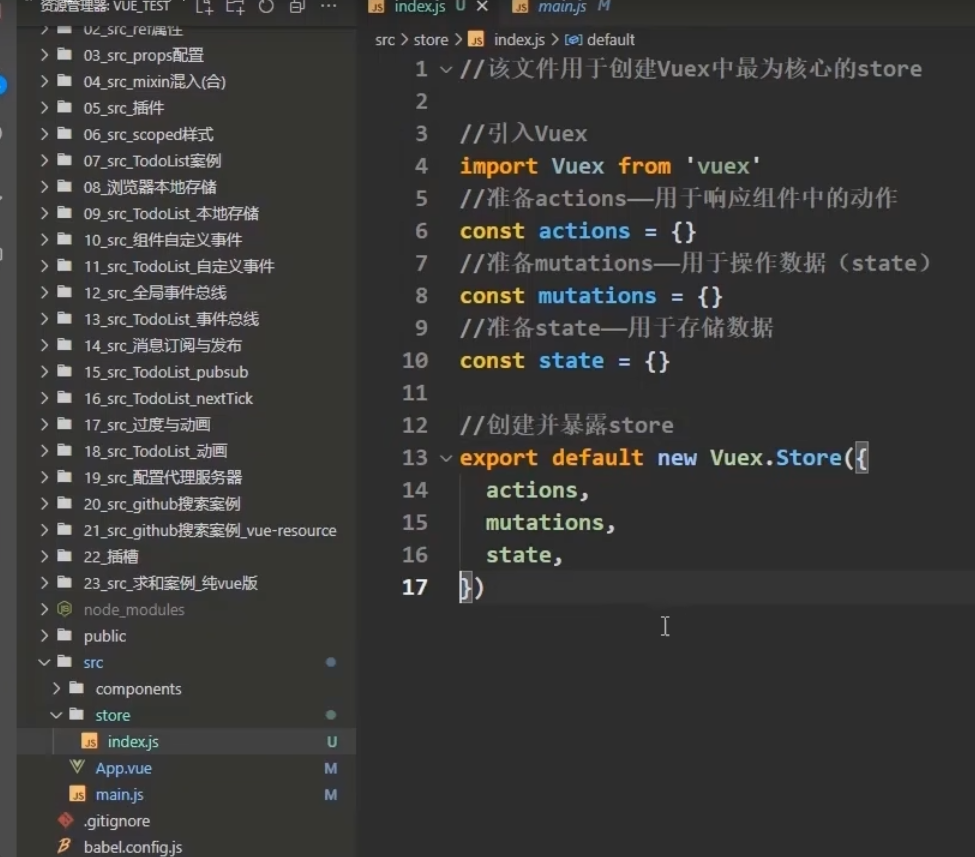 资源管理器: VUE_TEST
02_src_ref属性
03_src_props配置
04_src_mixin混入(合)
05_src_插件
06_src_scoped样式
07_src_TodoList案例
08_浏览器本地存储
09_src_TodoList_本地存储
10_src_组件自定义事件
11_src_TodoList_自定义事件
12_src_全局事件总线
13_src_TodoList_事件总线
14_src_消息订阅与发布
15_src_TodoList_pubsub
16_src_TodoList_nextTick
17_src_过度与动画
18_src_TodoList_动画
19_src_配置代理服务器
20_src_github搜索案例
21_src_github搜索案例_vue-resource
22_插槽
23_src_求和案例_纯vue版
node_modules
public
src
components
store
JS index.js U
App.vue M
JS main.js M
.gitignore
babel.config.js
JS index.js U JS main.js M
src > store > JS index.js > default
1 //该文件用于创建Vuex中最为核心的store
2
3 //引入Vuex
4 import Vuex from 'vuex'
5 //准备actions——用于响应组件中的动作
6 const actions = {}
7 //准备mutations——用于操作数据（state）
8 const mutations = {}
9 //准备state——用于存储数据
10 const state = {}
11
12 //创建并暴露store
13 export default new Vuex.Store({
14 actions,
15 mutations,
16 state,
17 })